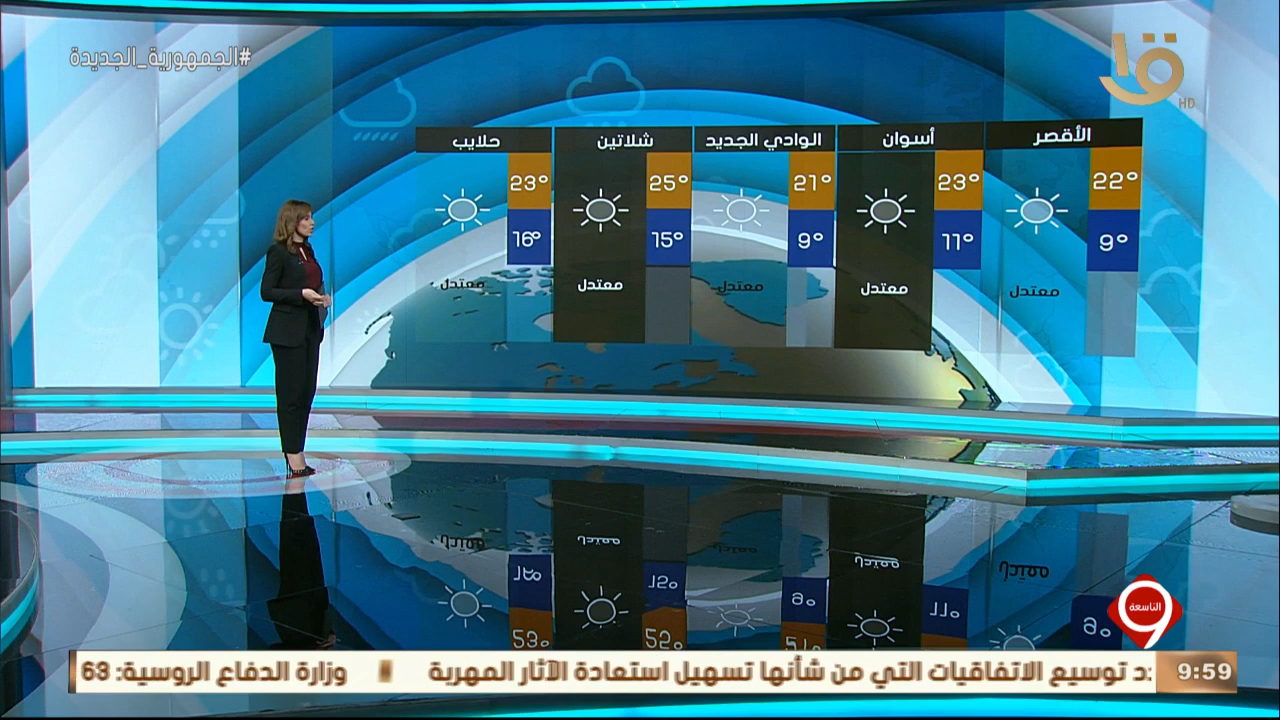 #الجمهورية_الجديدة
HD
الأقصر
أسوان
الوادي الجديد
شلاتين
حلايب
22° 23° 21° 25° 23°
9° 11° 9° 15° 16°
معتدل معتدل معتدل معتدل معتدل
التاسعة
9
توسيع الاتفاقيات التي من شأنها تسهيل استعادة الآثار المهربة وزارة الدفاع الروسية: 68
9:59